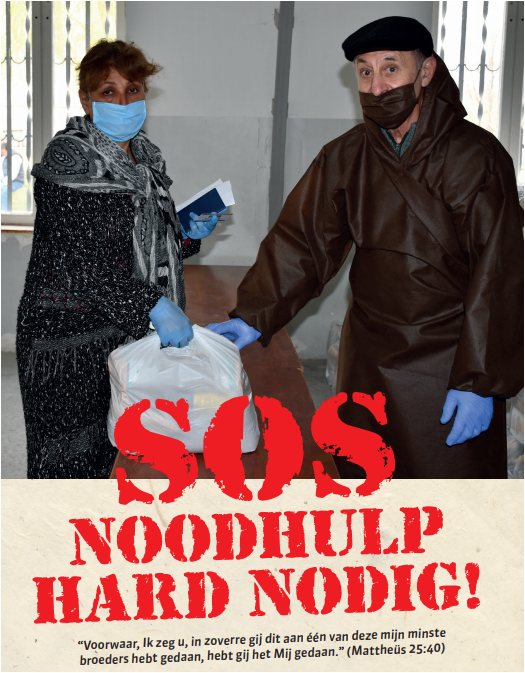 SOS
NOODHULP
HARD NODIG!
“Voorwaar, Ik zeg u, in zoverre gij dit aan één van deze mijn minste
broeders hebt gedaan, hebt gij het Mij gedaan.” (Mattheüs 25:40)